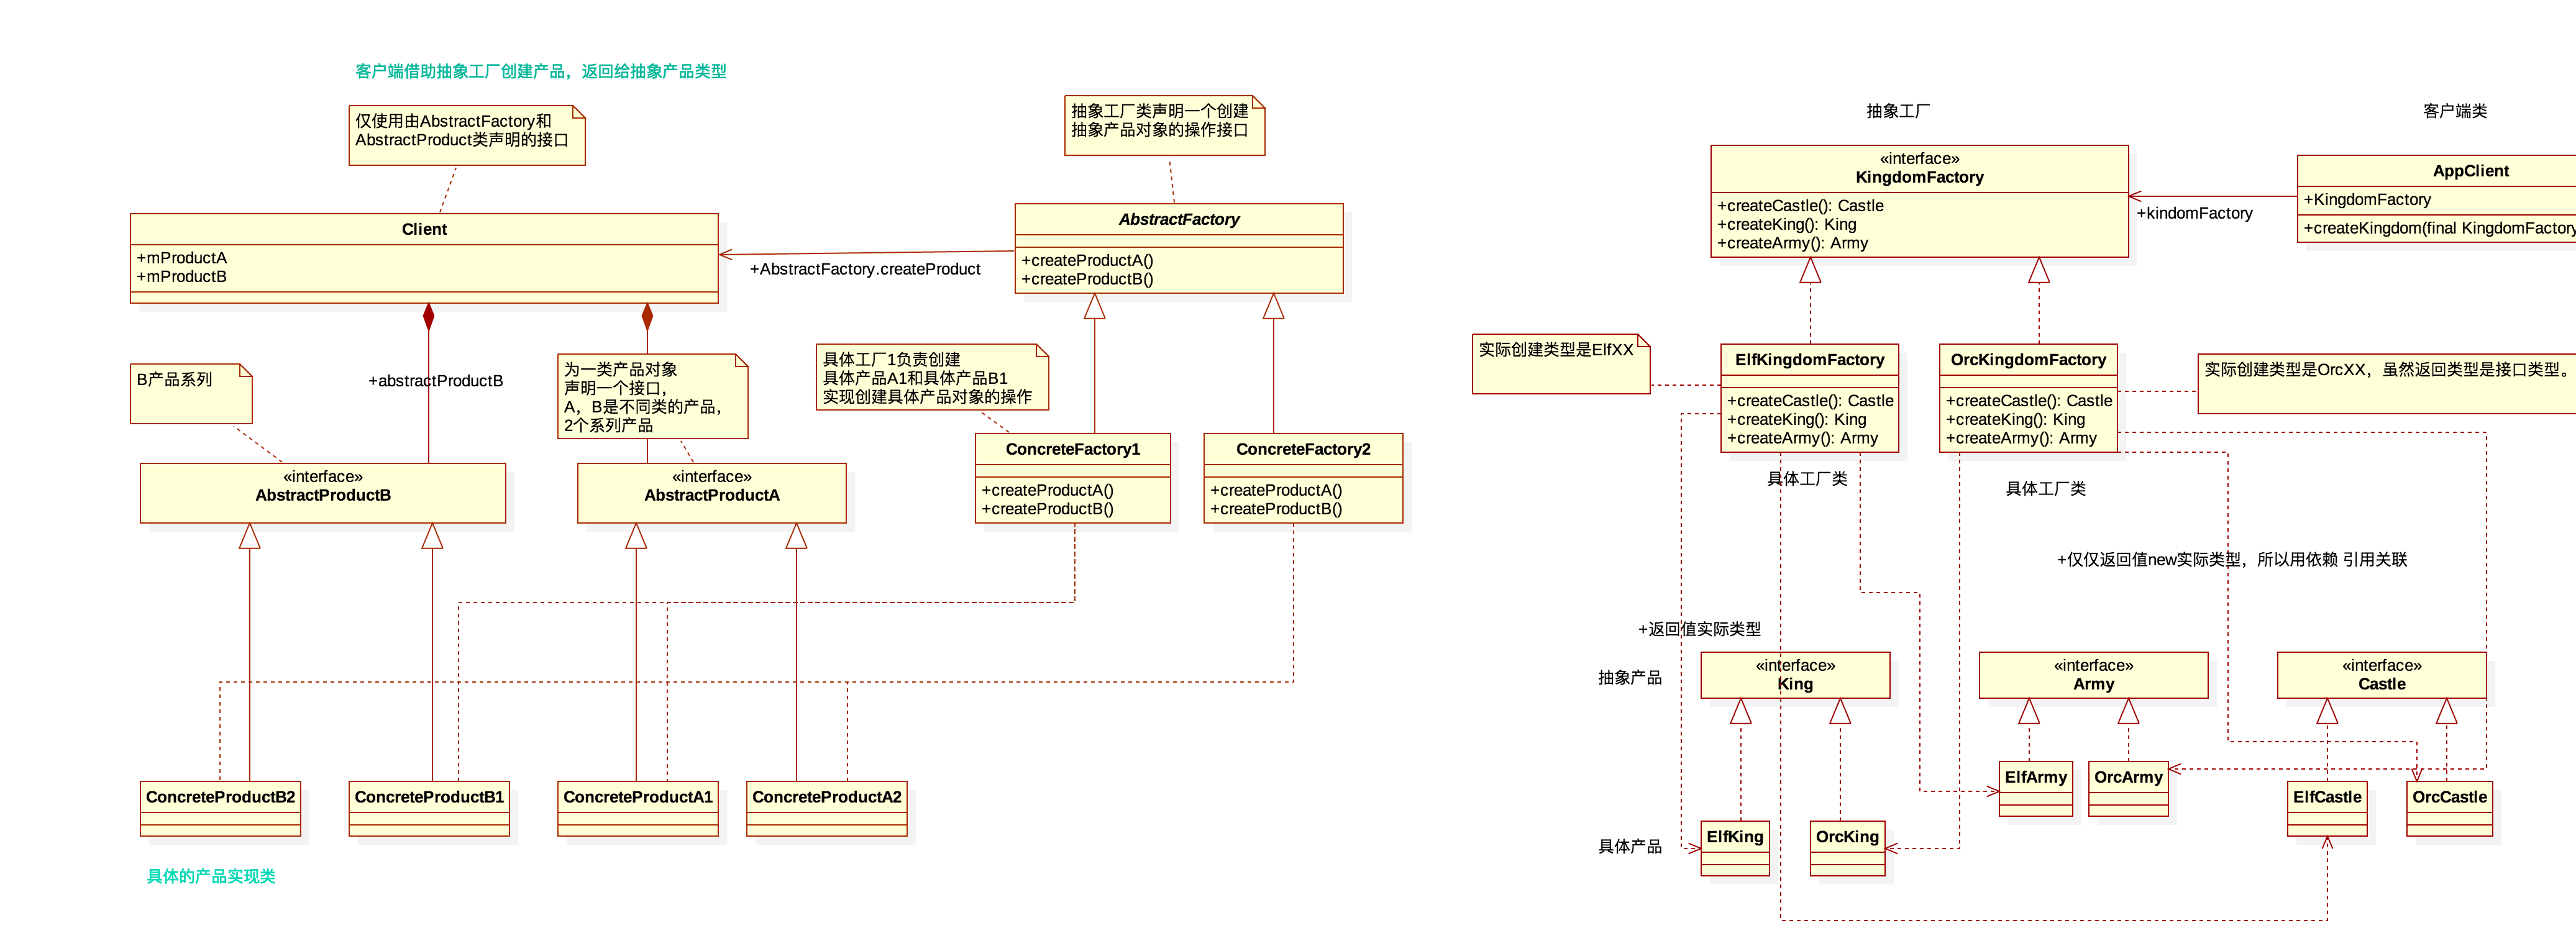 客户端借助抽象工厂创建产品，返回给抽象产品类型
仅使用由AbstractFactory和
AbstractProduct类声明的接口
抽象工厂类声明一个创建
抽象产品对象的操作接口
Client
+mProductA
+mProductB
AbstractFactory
+createProductA()
+createProductB()
+AbstractFactory.createProduct
B产品系列
+abstractProductB
为一类产品对象
声明一个接口，
A，B是不同类的产品，
2个系列产品
具体工厂1负责创建
具体产品A1和具体产品B1
实现创建具体产品对象的操作
«interface»
AbstractProductB
«interface»
AbstractProductA
ConcreteFactory1
+createProductA()
+createProductB()
ConcreteFactory2
+createProductA()
+createProductB()
ConcreteProductB2
ConcreteProductB1
ConcreteProductA1
ConcreteProductA2
具体的产品实现类
抽象工厂
客户端类
«interface»
KingdomFactory
+createCastle(): Castle
+createKing(): King
+createArmy(): Army
+kindomFactory
AppClient
+KingdomFactory
+createKingdom(final KingdomFactory
实际创建类型是ElfXX
ElfKingdomFactory
+createCastle(): Castle
+createKing(): King
+createArmy(): Army
OrcKingdomFactory
+createCastle(): Castle
+createKing(): King
+createArmy(): Army
实际创建类型是OrcXX，虽然返回类型是接口类型。
具体工厂类
具体工厂类
+仅仅返回值new实际类型，所以用依赖 引用关联
+返回值实际类型
抽象产品
«interface»
King
«interface»
Army
«interface»
Castle
ElfArmy
OrcArmy
ElfCastle
OrcCastle
具体产品
ElfKing
OrcKing